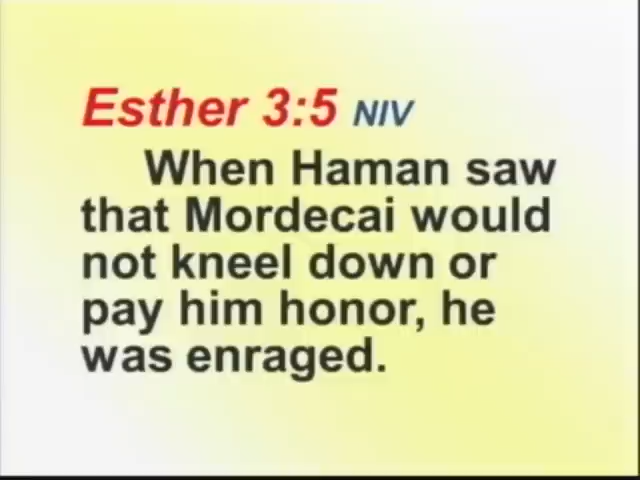 Esther 3:5 NIV
When Haman saw
that Mordecai would
not kneel down or
pay him honor, he
was enraged.